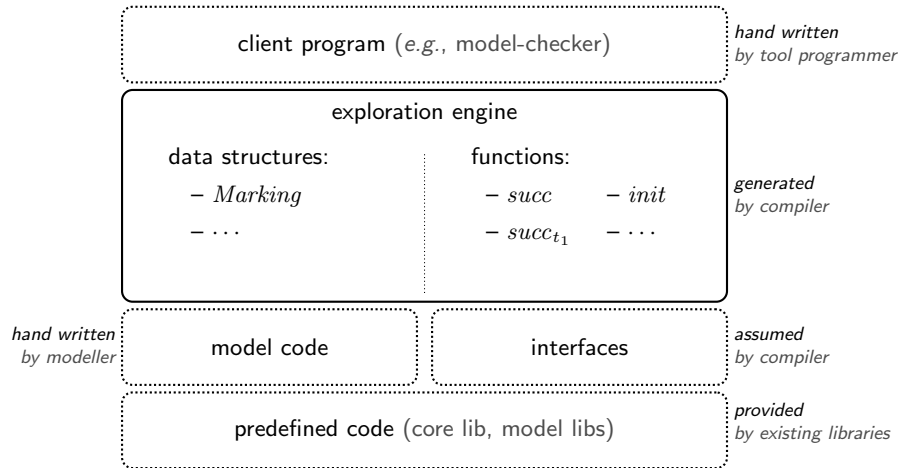 client program (e.g., model-checker)
hand written
by tool programmer
exploration engine
data structures:
– Marking
– · · ·
functions:
– succ – init
– succt₁ – · · ·
generated
by compiler
hand written
by modeller
model code
interfaces
assumed
by compiler
predefined code (core lib, model libs)
provided
by existing libraries